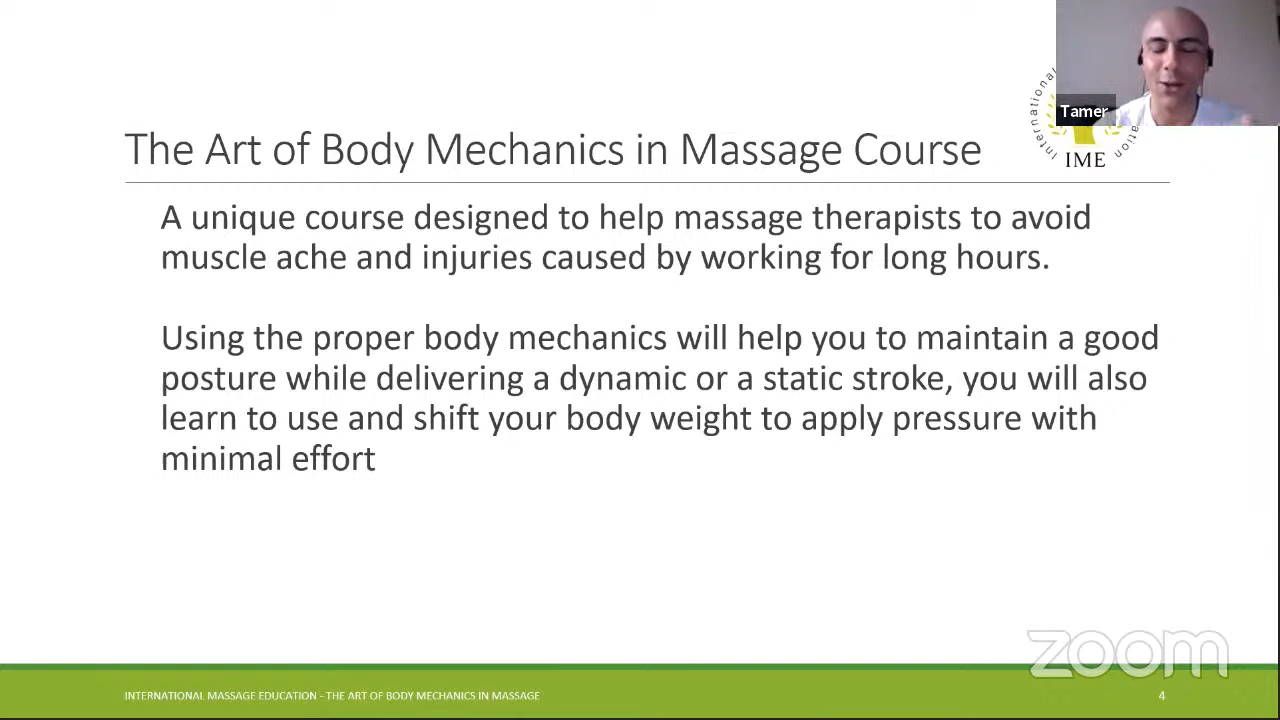 Tamer
International
ation
IME
The Art of Body Mechanics in Massage Course
A unique course designed to help massage therapists to avoid
muscle ache and injuries caused by working for long hours.
Using the proper body mechanics will help you to maintain a good
posture while delivering a dynamic or a static stroke, you will also
learn to use and shift your body weight to apply pressure with
minimal effort
zoom
INTERNATIONAL MASSAGE EDUCATION - THE ART OF BODY MECHANICS IN MASSAGE
4